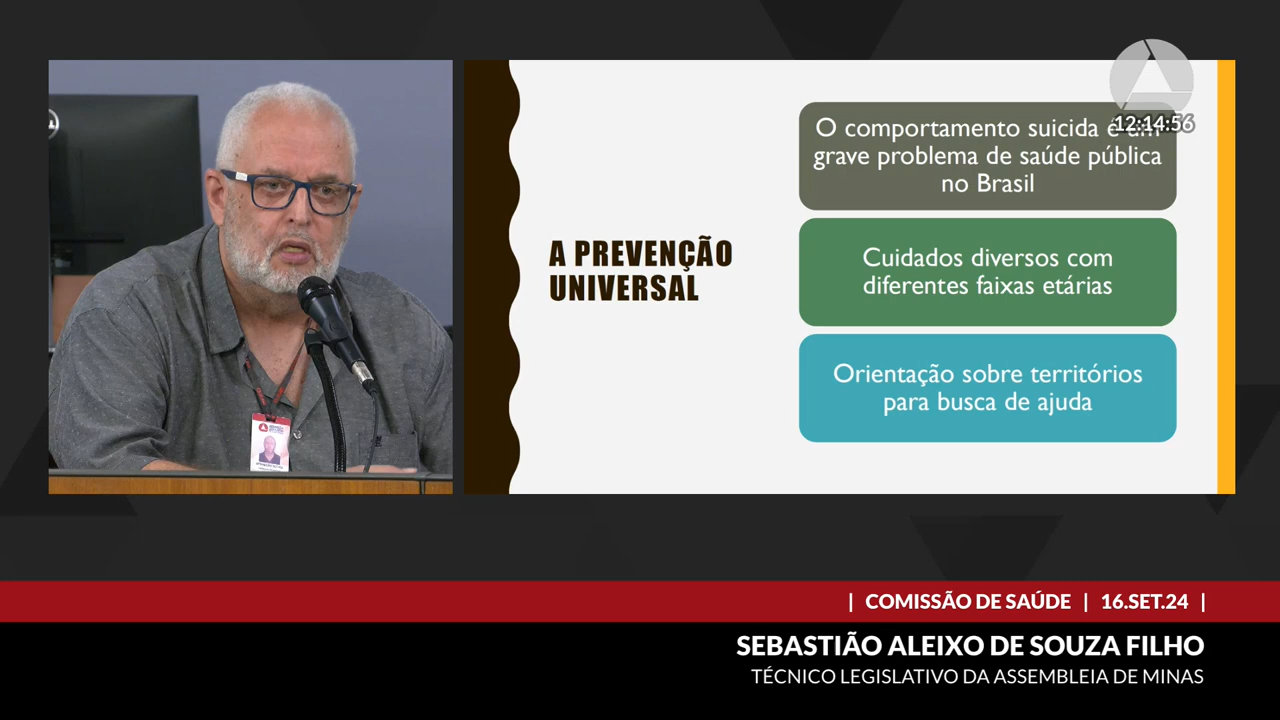 12:14:56
O comportamento suicida é um
grave problema de saúde pública
no Brasil
A PREVENÇÃO
UNIVERSAL
Cuidados diversos com
diferentes faixas etárias
Orientação sobre territórios
para busca de ajuda
| COMISSÃO DE SAÚDE | 16.SET.24 |
SEBASTIÃO ALEIXO DE SOUZA FILHO
TÉCNICO LEGISLATIVO DA ASSEMBLEIA DE MINAS